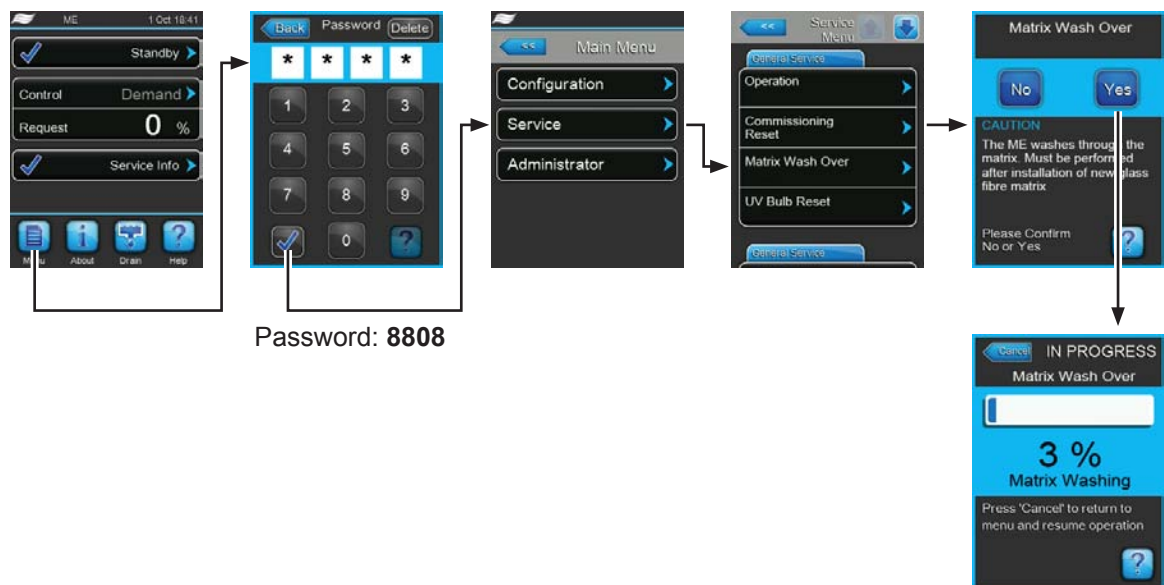 ME 1 Oct 18:41
Standby
Control Demand
Request 0 %
Service Info
Menu About Drain Help
Back Password Delete
* * * *
1 2 3
4 5 6
7 8 9
0 ?
Password: 8808
<< Main Menu
Configuration
Service
Administrator
<< Service
Menu
General Service
Operation
Commissioning
Reset
Matrix Wash Over
UV Bulb Reset
General Service
Matrix Wash Over
No Yes
CAUTION
The ME washes through the
matrix. Must be performed
after installation of new glass
fibre matrix
Please Confirm
No or Yes
?
Cancel IN PROGRESS
Matrix Wash Over
3 %
Matrix Washing
Press 'Cancel' to return to
menu and resume operation
?